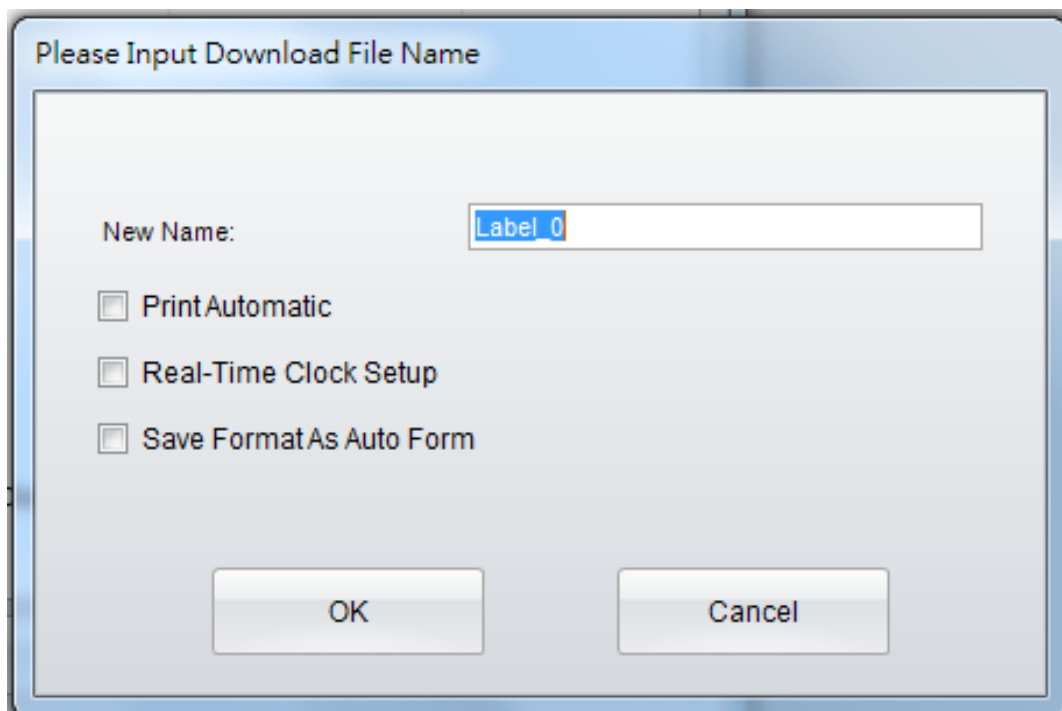 Please Input Download File Name
New Name:
Label_0
Print Automatic
Real-Time Clock Setup
Save Format As Auto Form
OK
Cancel